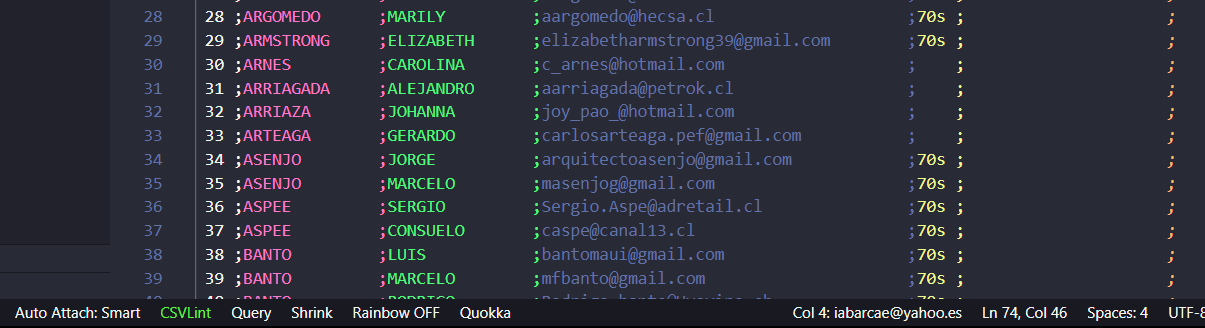 28 28 ;ARGOMEDO ;MARILY ;aargomedo@hecsa.cl ;70s ; ;
29 29 ;ARMSTRONG ;ELIZABETH ;elizabetharmstrong39@gmail.com ;70s ; ;
30 30 ;ARNES ;CAROLINA ;c_arnes@hotmail.com ; ; ;
31 31 ;ARRIAGADA ;ALEJANDRO ;aarriagada@petrok.cl ; ; ;
32 32 ;ARRIAZA ;JOHANNA ;joy_pao_@hotmail.com ; ; ;
33 33 ;ARTEAGA ;GERARDO ;carlosarteaga.pef@gmail.com ; ; ;
34 34 ;ASENJO ;JORGE ;arquitectoasenjo@gmail.com ;70s ; ;
35 35 ;ASENJO ;MARCELO ;masenjog@gmail.com ;70s ; ;
36 36 ;ASPEE ;SERGIO ;Sergio.Aspe@adretail.cl ;70s ; ;
37 37 ;ASPEE ;CONSUELO ;caspe@canal13.cl ;70s ; ;
38 38 ;BANTO ;LUIS ;bantomaui@gmail.com ;70s ; ;
39 39 ;BANTO ;MARCELO ;mfbanto@gmail.com ;70s ; ;
40 40 ;BANTO ;RODRIGO ;70s ; ;
Auto Attach: Smart CSVLint Query Shrink Rainbow OFF Quokka Col 4: iabarcae@yahoo.es Ln 74, Col 46 Spaces: 4 UTF-8